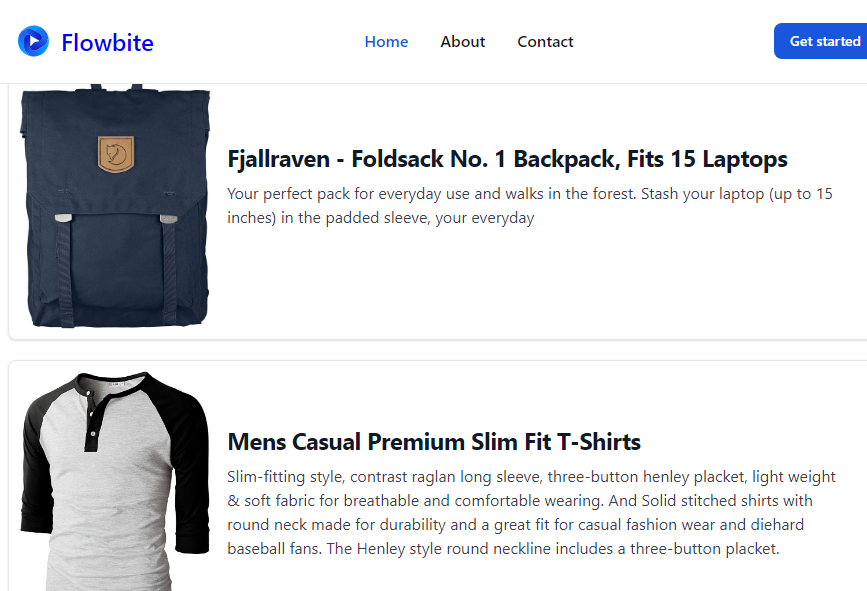 Flowbite
Home About Contact
Get started
Fjallraven - Foldsack No. 1 Backpack, Fits 15 Laptops
Your perfect pack for everyday use and walks in the forest. Stash your laptop (up to 15
inches) in the padded sleeve, your everyday
Mens Casual Premium Slim Fit T-Shirts
Slim-fitting style, contrast raglan long sleeve, three-button henley placket, light weight
& soft fabric for breathable and comfortable wearing. And Solid stitched shirts with
round neck made for durability and a great fit for casual fashion wear and diehard
baseball fans. The Henley style round neckline includes a three-button placket.